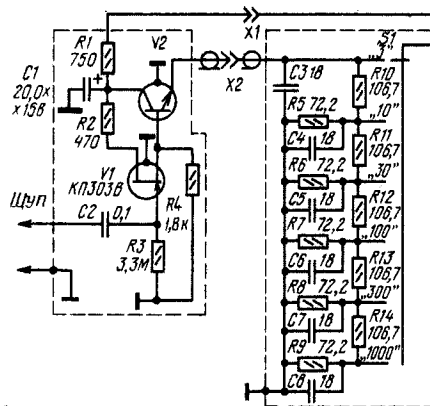 X1
S1
„3"
R1
750
V2
C1
20,0×
×15В
+
X2
C3 18
R10
106,7
R5 72,2
„10"
R2
470
C4 18
R11
106,7
V1
КП303В
R6 72,2
„30"
R4
1,8к
C5 18
R12
106,7
Щуп
C2 0,1
R7 72,2
„100"
C6 18
R13
106,7
R3
3,3М
R8 72,2
„300"
C7 18
R14
106,7
R9 72,2
„1000"
C8 18